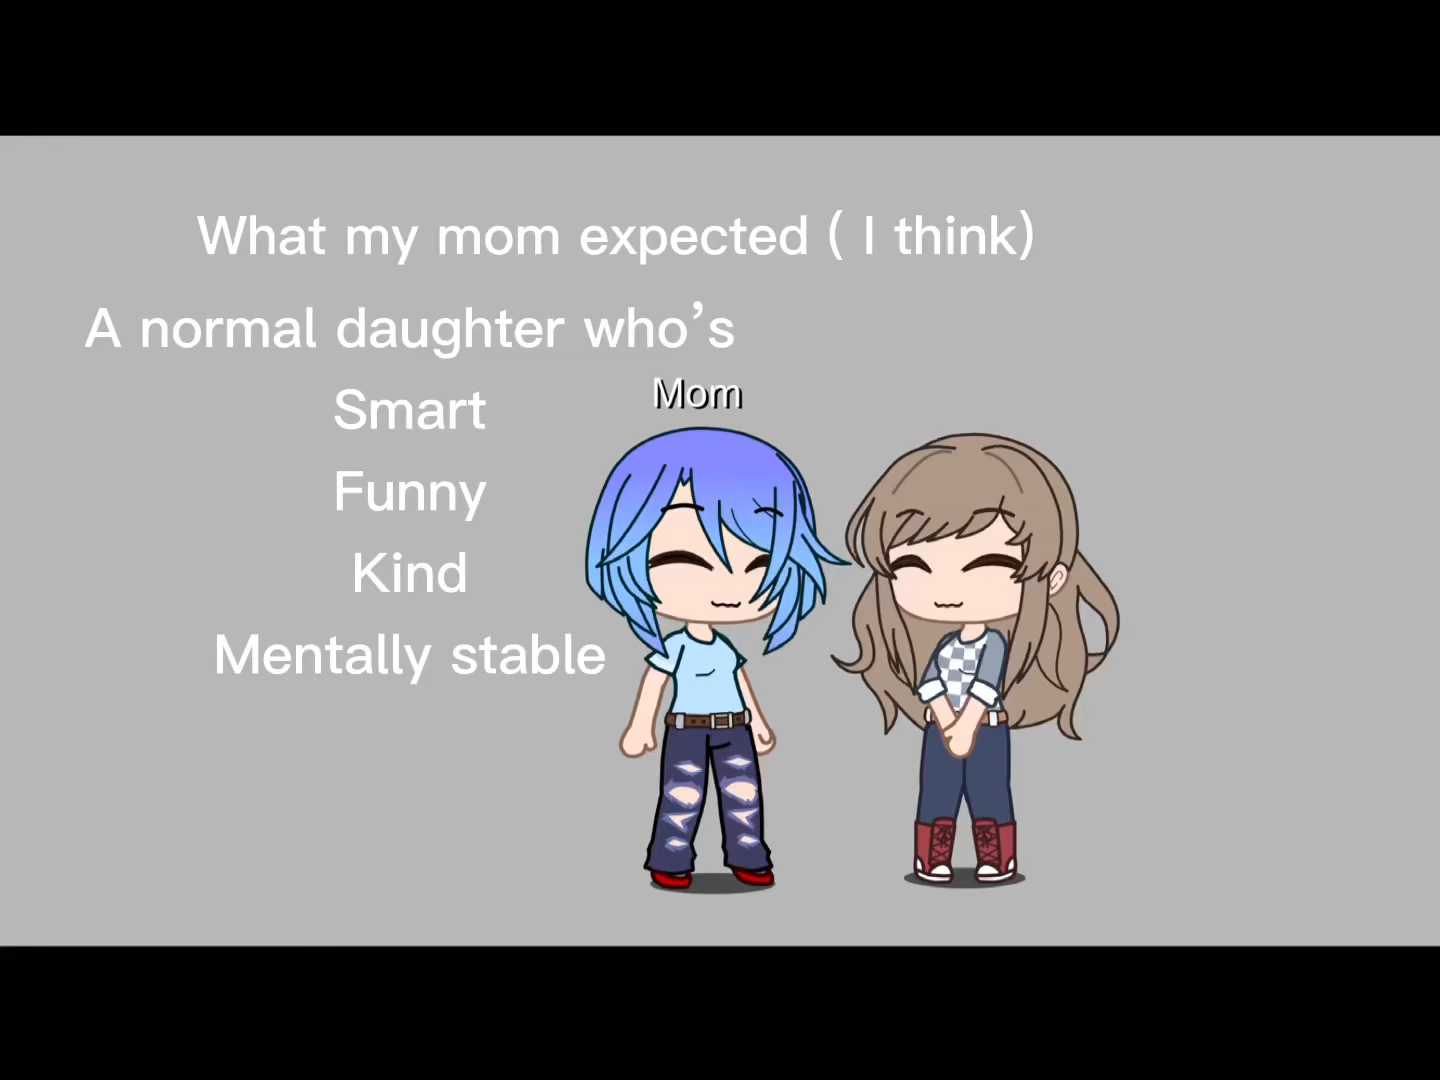 What my mom expected ( I think)
A normal daughter who’s
Smart
Mom
Funny
Kind
Mentally stable